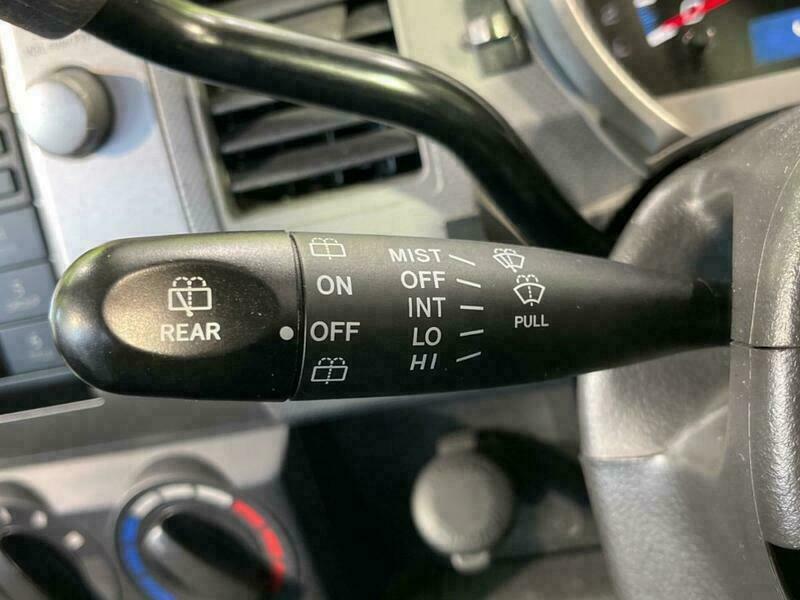 REAR
ON
OFF
MIST
OFF
INT
LO
HI
PULL